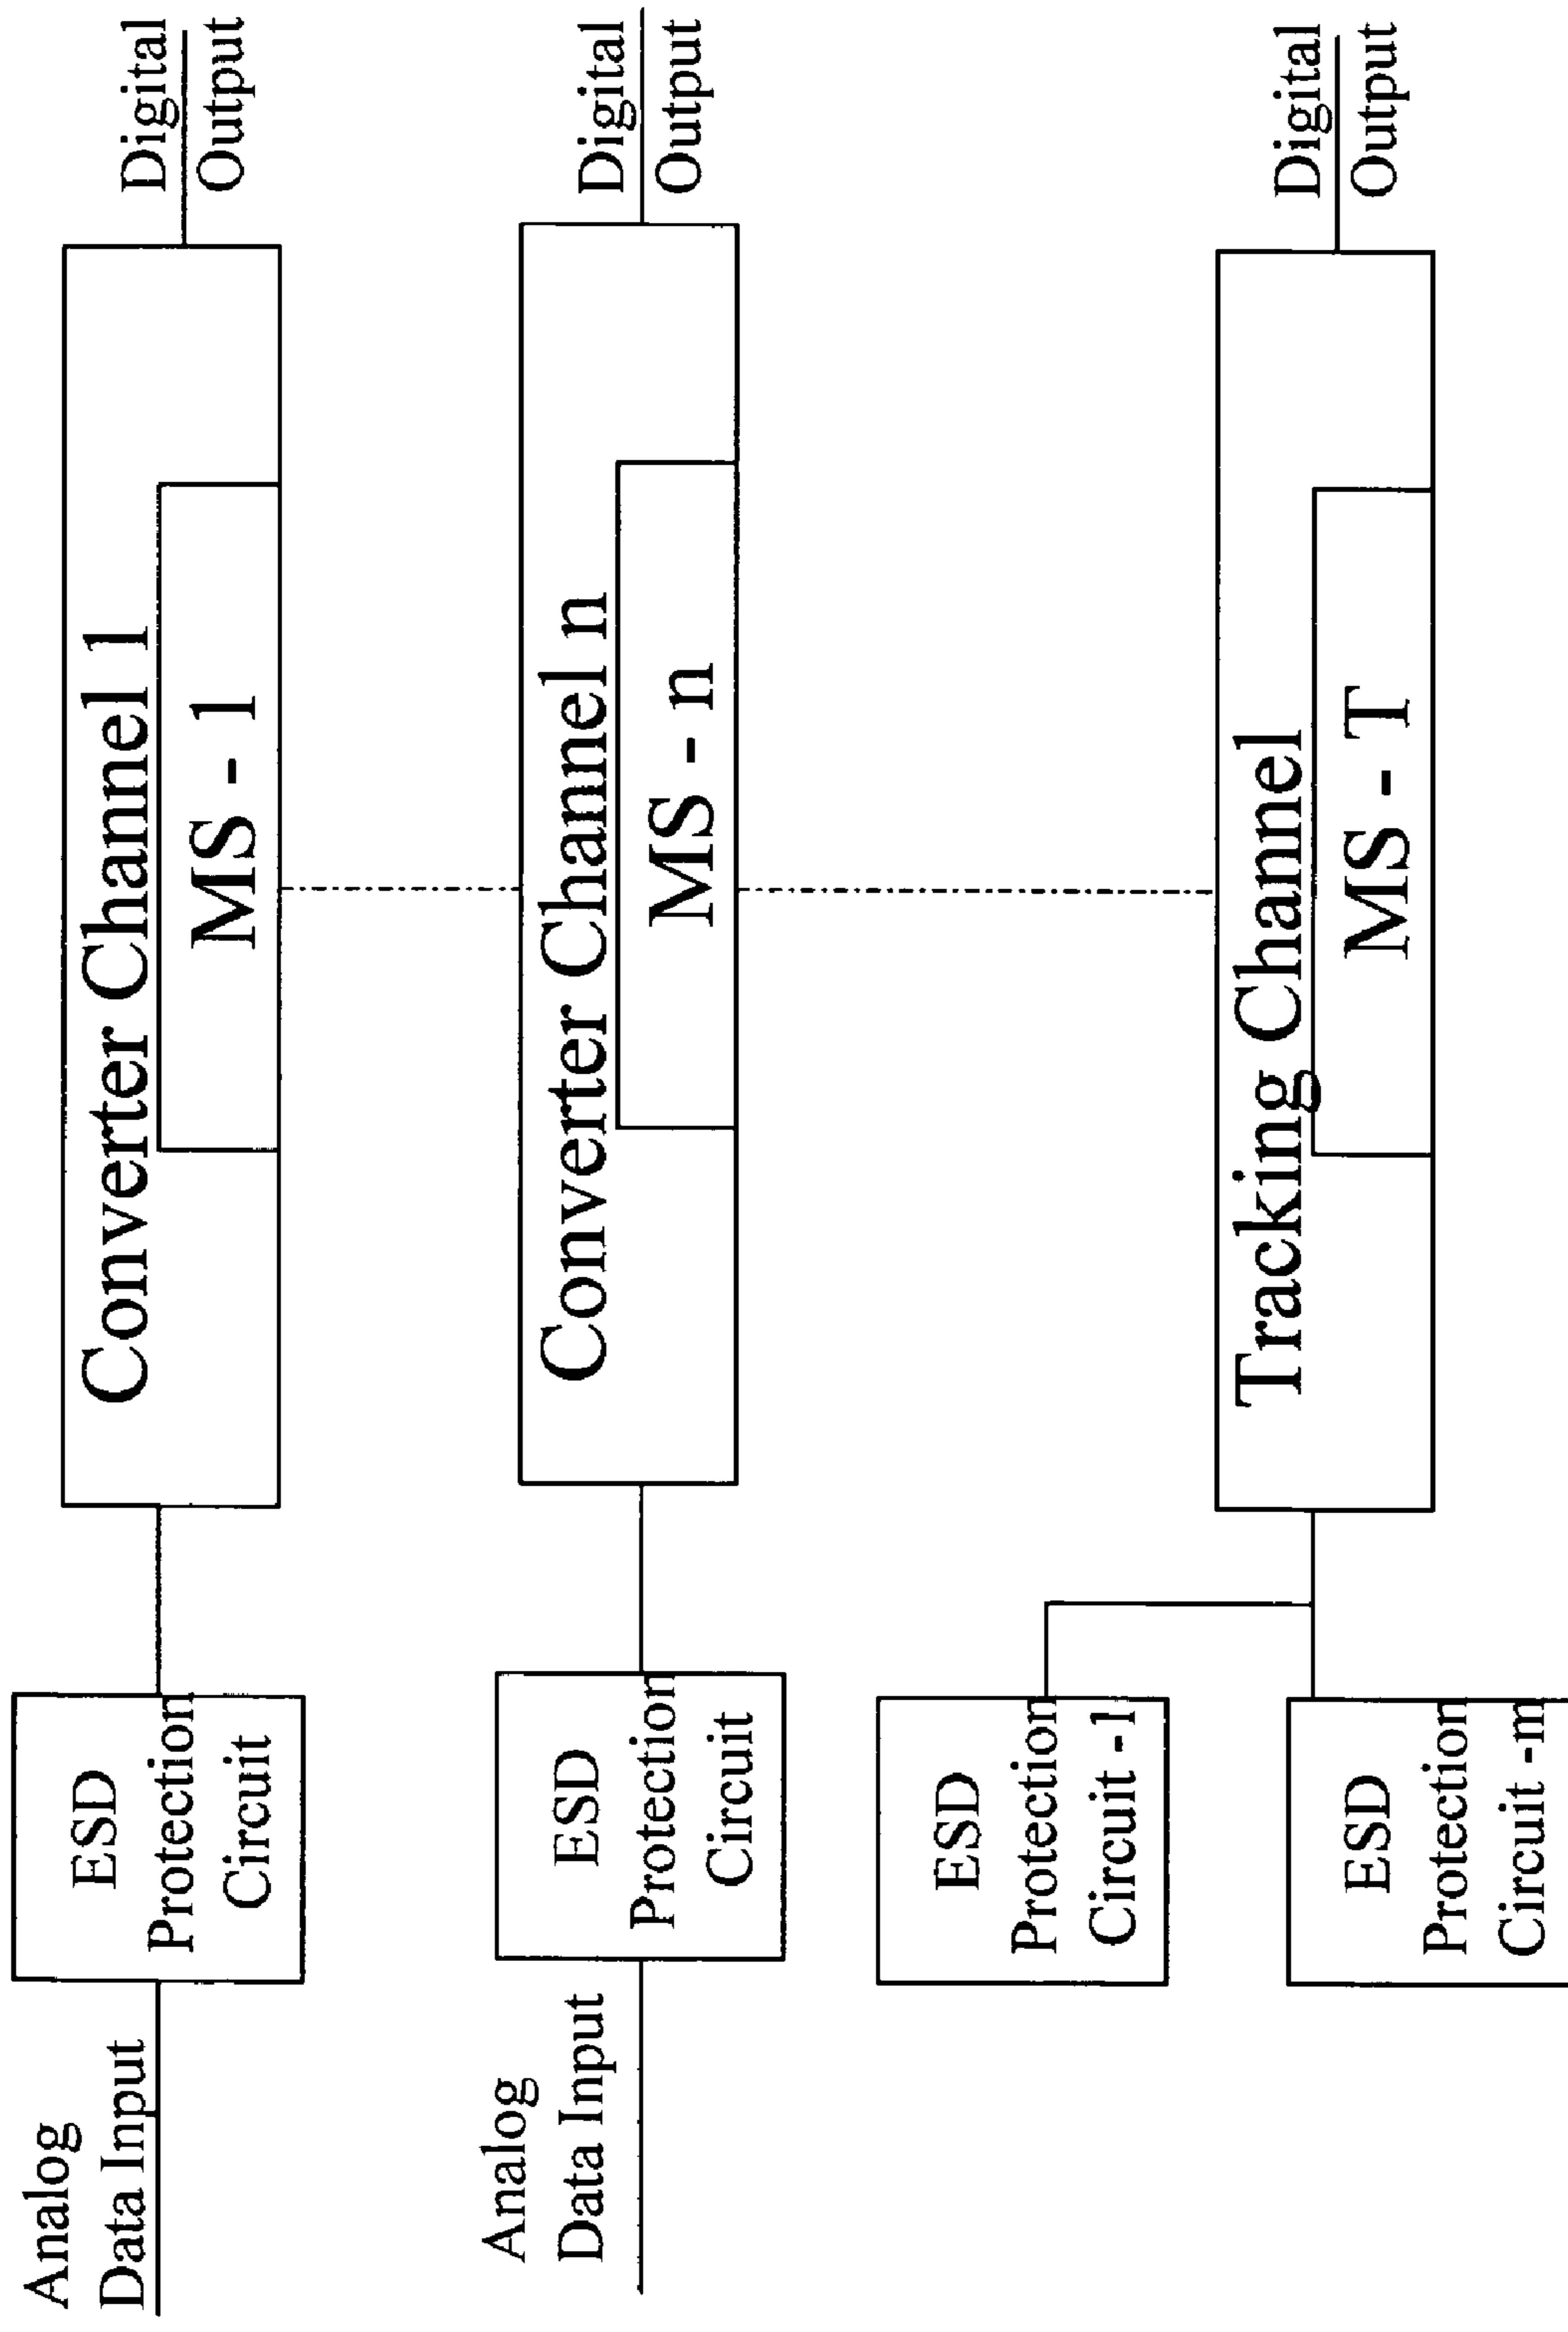 Analog
Data Input
ESD
Protection
Circuit
Converter Channel 1
MS - 1
Digital
Output
Analog
Data Input
ESD
Protection
Circuit
Converter Channel n
MS - n
Digital
Output
ESD
Protection
Circuit -1
ESD
Protection
Circuit -m
Tracking Channel
MS - T
Digital
Output